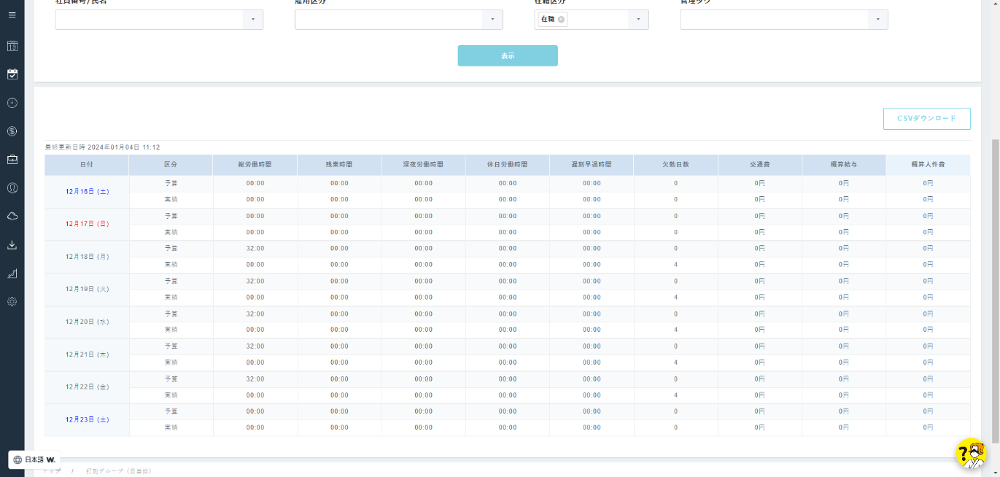 社員番号/氏名 雇用区分 在籍区分 管理タグ
在職
表示
CSVダウンロード
最終更新日時 2024年01月04日 11:12
日付 区分 総労働時間 残業時間 深夜労働時間 休日労働時間 遅刻早退時間 欠勤日数 交通費 概算給与 概算人件費
12月16日 (土)
予算 00:00 00:00 00:00 00:00 00:00 0 0円 0円 0円
実績 00:00 00:00 00:00 00:00 00:00 0 0円 0円 0円
12月17日 (日)
予算 00:00 00:00 00:00 00:00 00:00 0 0円 0円 0円
実績 00:00 00:00 00:00 00:00 00:00 0 0円 0円 0円
12月18日 (月)
予算 32:00 00:00 00:00 00:00 00:00 0 0円 0円 0円
実績 00:00 00:00 00:00 00:00 00:00 4 0円 0円 0円
12月19日 (火)
予算 32:00 00:00 00:00 00:00 00:00 0 0円 0円 0円
実績 00:00 00:00 00:00 00:00 00:00 4 0円 0円 0円
12月20日 (水)
予算 32:00 00:00 00:00 00:00 00:00 0 0円 0円 0円
実績 00:00 00:00 00:00 00:00 00:00 4 0円 0円 0円
12月21日 (木)
予算 32:00 00:00 00:00 00:00 00:00 0 0円 0円 0円
実績 00:00 00:00 00:00 00:00 00:00 4 0円 0円 0円
12月22日 (金)
予算 32:00 00:00 00:00 00:00 00:00 0 0円 0円 0円
実績 00:00 00:00 00:00 00:00 00:00 4 0円 0円 0円
12月23日 (土)
予算 00:00 00:00 00:00 00:00 00:00 0 0円 0円 0円
実績 00:00 00:00 00:00 00:00 00:00 0 0円 0円 0円
日本語 W.
トップ / 打刻グループ (日単位)
13
?